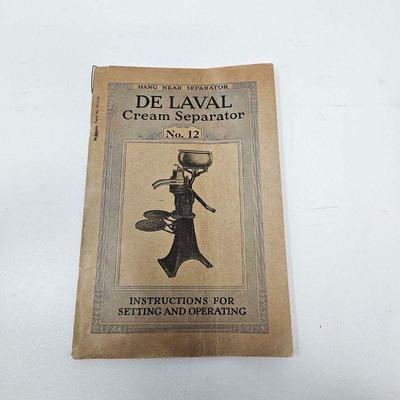 HANG NEAR SEPARATOR
DE LAVAL
Cream Separator
No. 12
INSTRUCTIONS FOR
SETTING AND OPERATING